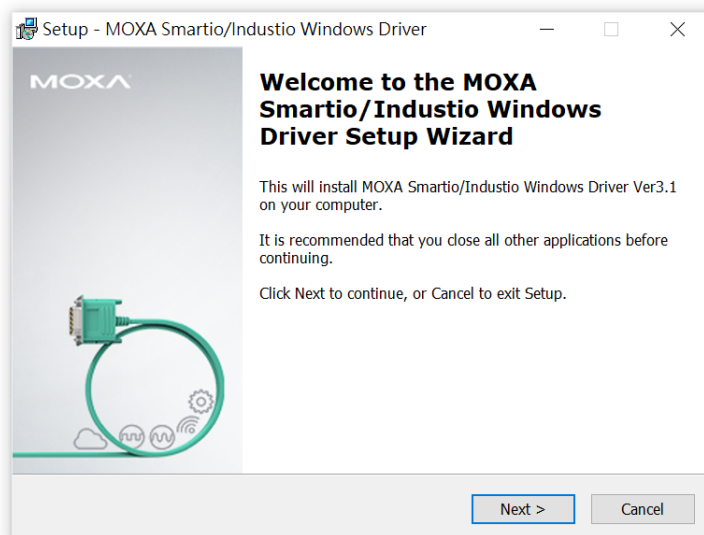 Setup - MOXA Smartio/Industio Windows Driver
MOXA
Welcome to the MOXA
Smartio/Industio Windows
Driver Setup Wizard
This will install MOXA Smartio/Industio Windows Driver Ver3.1
on your computer.
It is recommended that you close all other applications before
continuing.
Click Next to continue, or Cancel to exit Setup.
Next >
Cancel